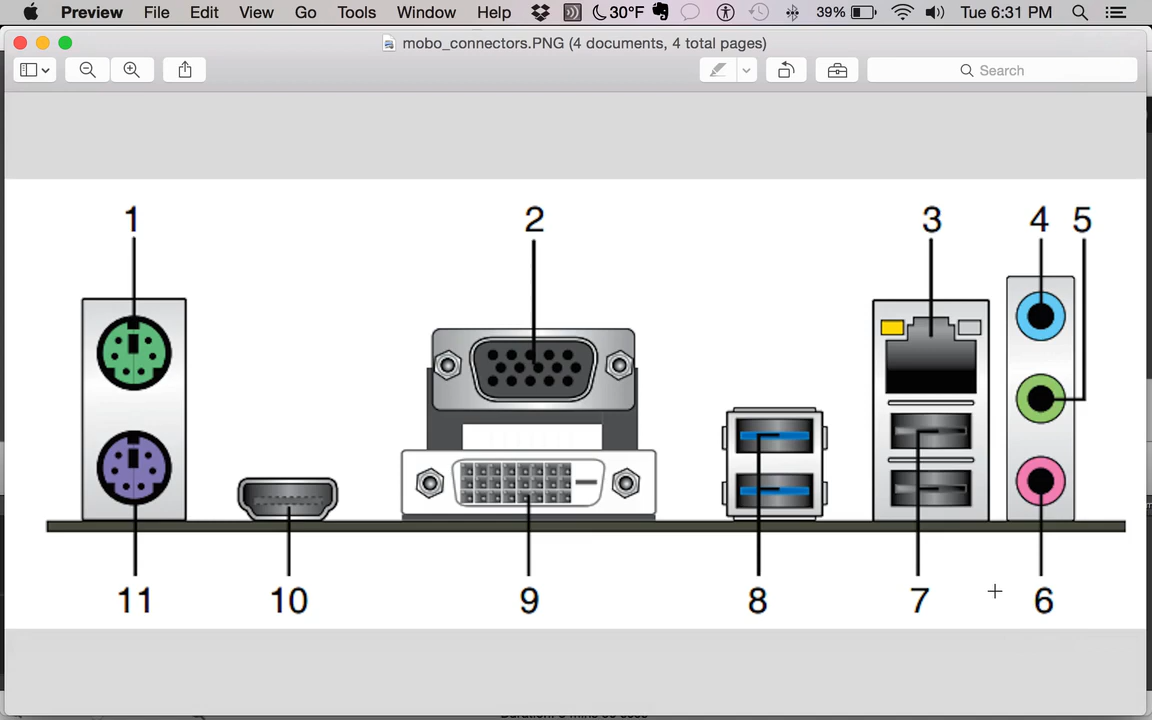 Preview File Edit View Go Tools Window Help 30°F 39% Tue 6:31 PM
mobo_connectors.PNG (4 documents, 4 total pages)
Search
1 2 3 4 5
11 10 9 8 7 6